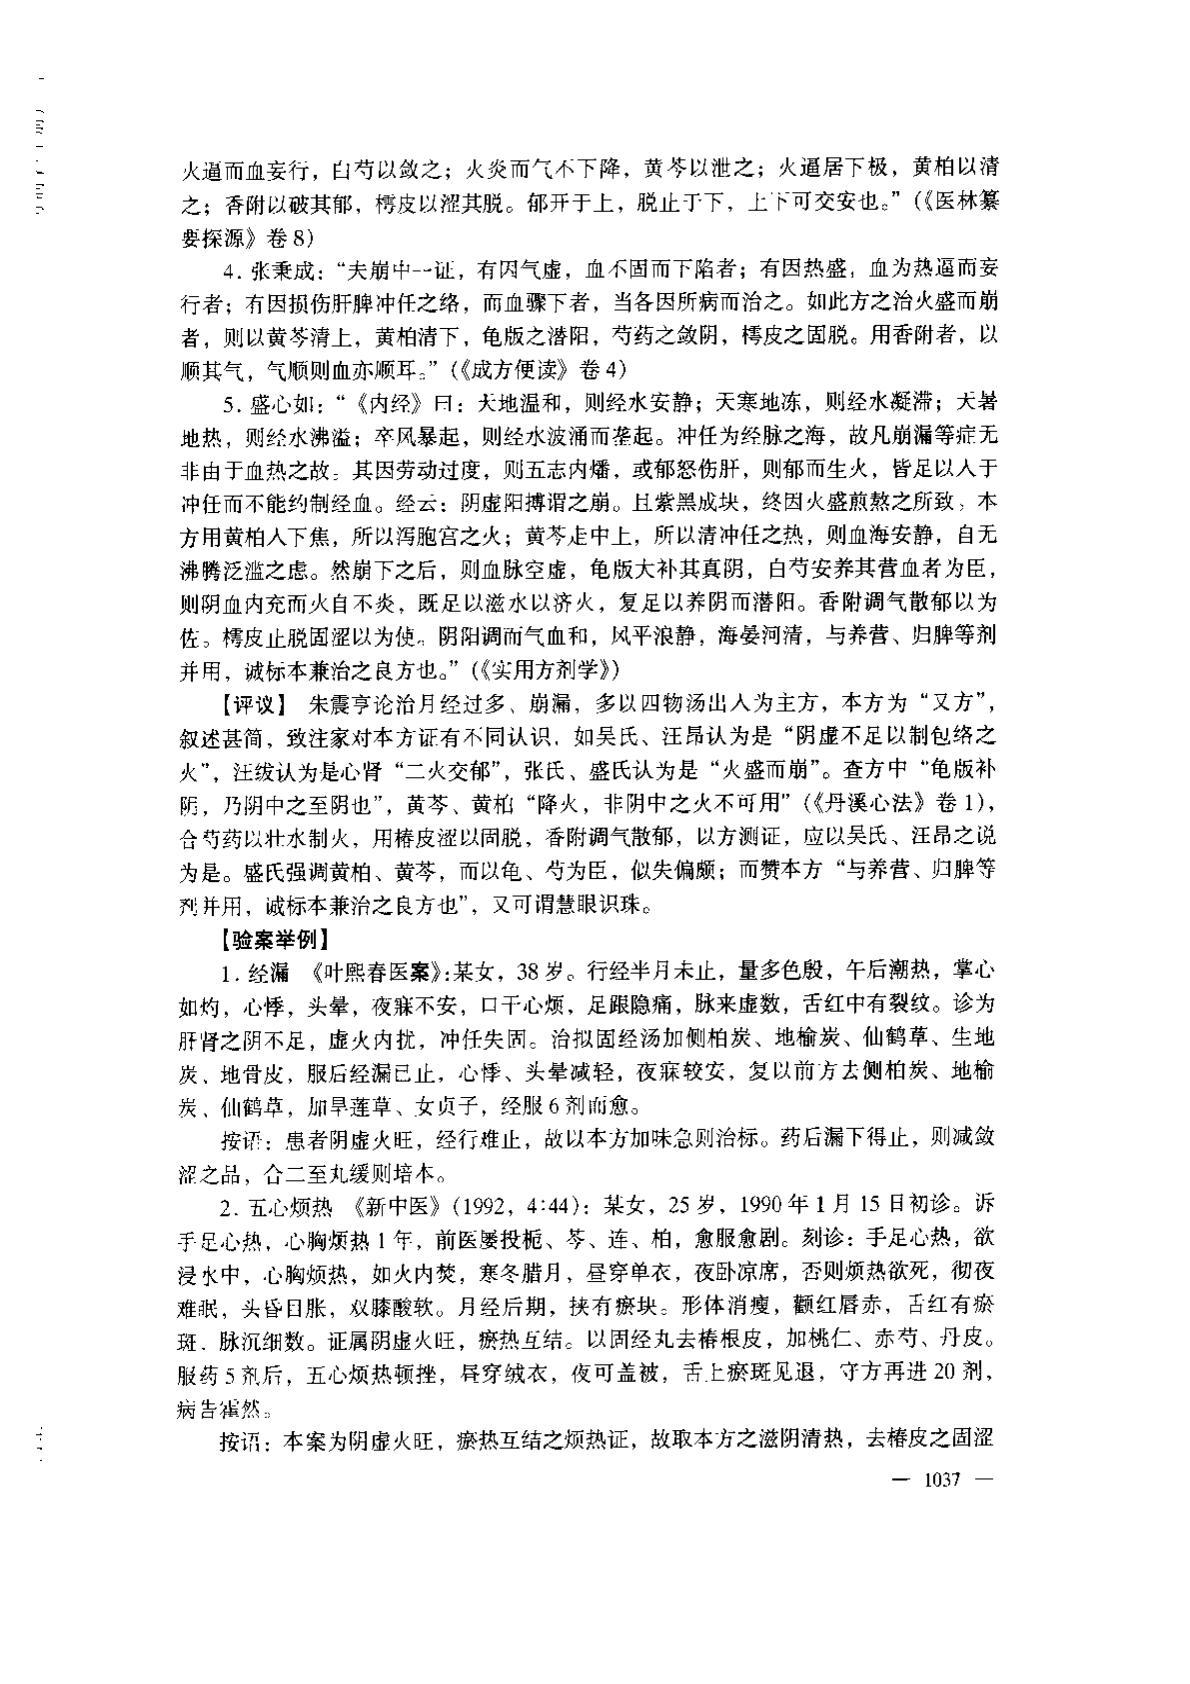 火逼而血妄行，白芍以敛之；火炎而气不下降，黄芩以泄之；火逼居下极，黄柏以清
之；香附以破其郁，樗皮以涩其脱。郁开于上，脱止于下，上下可交安也。”（《医林纂
要探源》卷8）
4. 张秉成：“夫崩中一证，有因气虚，血不固而下陷者；有因热盛，血为热逼而妄
行者；有因损伤肝脾冲任之络，而血骤下者，当各因所病而治之。如此方之治火盛而崩
者，则以黄芩清上，黄柏清下，龟版之潜阳，芍药之敛阴，樗皮之固脱。用香附者，以
顺其气，气顺则血亦顺耳。”（《成方便读》卷4）
5. 盛心如：“《内经》曰：天地温和，则经水安静；天寒地冻，则经水凝滞；天暑
地热，则经水沸溢；卒风暴起，则经水波涌而垄起。冲任为经脉之海，故凡崩漏等症无
非由于血热之故。其因劳动过度，则五志内燔，或郁怒伤肝，则郁而生火，皆足以入于
冲任而不能约制经血。经云：阴虚阳搏谓之崩。且紫黑成块，终因火盛煎熬之所致，本
方用黄柏入下焦，所以泻胞宫之火；黄芩走中上，所以清冲任之热，则血海安静，自无
沸腾泛滥之虑。然崩下之后，则血脉空虚，龟版大补其真阴，白芍安养其营血者为臣，
则阴血内充而火自不炎，既足以滋水以济火，复足以养阴而潜阳。香附调气散郁以为
佐。樗皮止脱固涩以为使。阴阳调而气血和，风平浪静，海晏河清，与养营、归脾等剂
并用，诚标本兼治之良方也。”（《实用方剂学》）
【评议】 朱震亨论治月经过多、崩漏，多以四物汤出入为主方，本方为“又方”，
叙述甚简，致注家对本方证有不同认识，如吴氏、汪昂认为是“阴虚不足以制包络之
火”，汪绂认为是心肾“二火交郁”，张氏、盛氏认为是“火盛而崩”。查方中“龟版补
阴，乃阴中之至阴也”，黄芩、黄柏“降火，非阴中之火不可用”（《丹溪心法》卷1），
合芍药以壮水制火，用椿皮涩以固脱，香附调气散郁，以方测证，应以吴氏、汪昂之说
为是。盛氏强调黄柏、黄芩，而以龟、芍为臣，似失偏颇；而赞本方“与养营、归脾等
剂并用，诚标本兼治之良方也”，又可谓慧眼识珠。
【验案举例】
1. 经漏 《叶熙春医案》：某女，38岁。行经半月未止，量多色殷，午后潮热，掌心
如灼，心悸，头晕，夜寐不安，口干心烦，足跟隐痛，脉来虚数，舌红中有裂纹。诊为
肝肾之阴不足，虚火内扰，冲任失固。治拟固经汤加侧柏炭、地榆炭、仙鹤草、生地
炭、地骨皮，服后经漏已止，心悸、头晕减轻，夜寐较安，复以前方去侧柏炭、地榆
炭、仙鹤草，加旱莲草、女贞子，经服6剂而愈。
按语：患者阴虚火旺，经行难止，故以本方加味急则治标。药后漏下得止，则减敛
涩之品，合二至丸缓则培本。
2. 五心烦热 《新中医》（1992，4:44）：某女，25岁，1990年1月15日初诊。诉
手足心热，心胸烦热1年，前医屡投栀、芩、连、柏，愈服愈剧。刻诊：手足心热，欲
浸水中，心胸烦热，如火内焚，寒冬腊月，昼穿单衣，夜卧凉席，否则烦热欲死，彻夜
难眠，头昏目胀，双膝酸软。月经后期，挟有瘀块。形体消瘦，颧红唇赤，舌红有瘀
斑，脉沉细数。证属阴虚火旺，瘀热互结。以固经丸去椿根皮，加桃仁、赤芍、丹皮。
服药5剂后，五心烦热顿挫，昼穿绒衣，夜可盖被，舌上瘀斑见退，守方再进20剂，
病告霍然。
按语：本案为阴虚火旺，瘀热互结之烦热证，故取本方之滋阴清热，去椿皮之固涩
— 1037 —